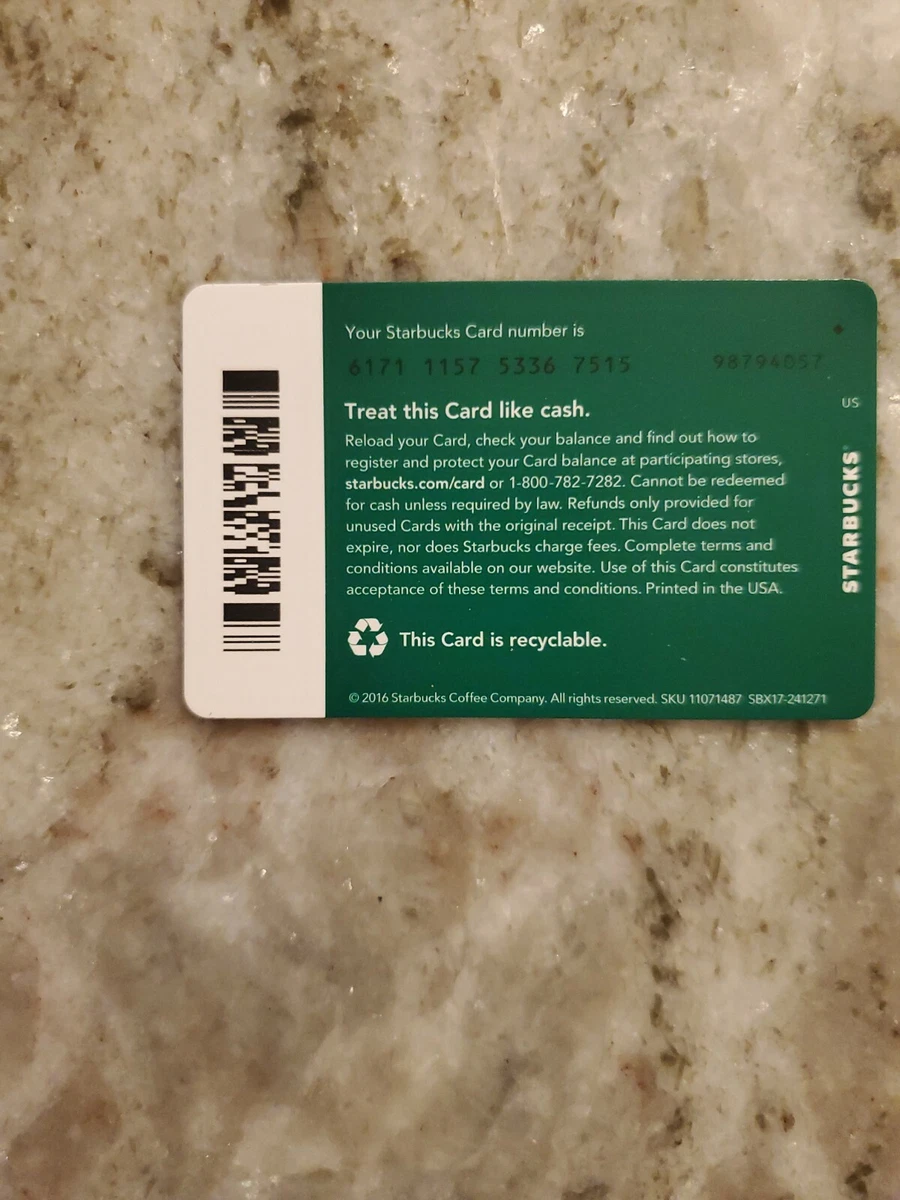 Your Starbucks Card number is
6171 1157 5336 7515 98794057
Treat this Card like cash.
US
Reload your Card, check your balance and find out how to
register and protect your Card balance at participating stores,
starbucks.com/card or 1-800-782-7282. Cannot be redeemed
for cash unless required by law. Refunds only provided for
unused Cards with the original receipt. This Card does not
expire, nor does Starbucks charge fees. Complete terms and
conditions available on our website. Use of this Card constitutes
acceptance of these terms and conditions. Printed in the USA.
STARBUCKS
This Card is recyclable.
© 2016 Starbucks Coffee Company. All rights reserved. SKU 11071487 SBX17-241271